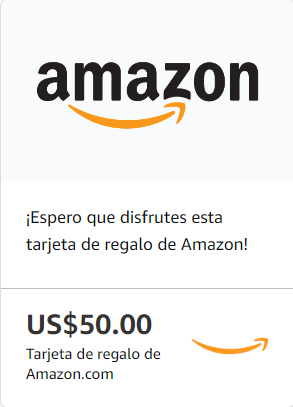 amazon
¡Espero que disfrutes esta
tarjeta de regalo de Amazon!
US$50.00
Tarjeta de regalo de
Amazon.com